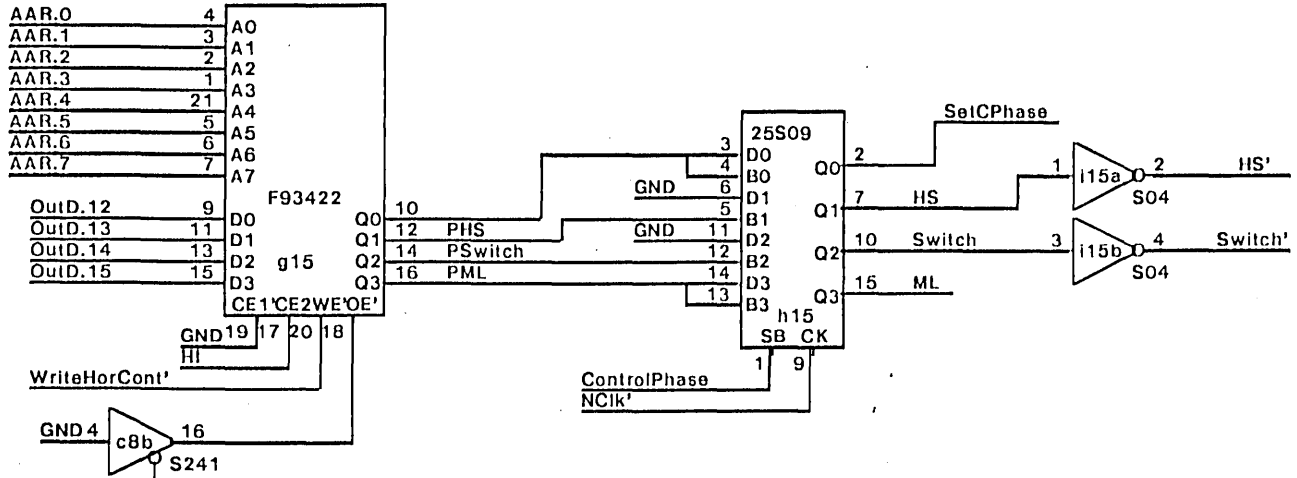 AAR.0 4 A0
AAR.1 3 A1
AAR.2 2 A2
AAR.3 1 A3
AAR.4 21 A4
AAR.5 5 A5
AAR.6 6 A6
AAR.7 7 A7
F93422
OutD.12 9 D0 Q0 10
OutD.13 11 D1 Q1 12 PHS
OutD.14 13 D2 Q2 14 PSwitch
OutD.15 15 D3 Q3 16 PML
g15
CE1' CE2 WE' OE'
GND 19 17 20 18
HI
WriteHorCont'
GND 4 c8b 16
S241
25S09
3 D0
4 B0
GND 6 D1
5 B1
GND 11 D2
12 B2
14 D3
13 B3
Q0 2 SetCPhase
Q1 7 HS
Q2 10 Switch
Q3 15 ML
h15
SB CK
1 9
ControlPhase
NClk'
1 i15a 2 HS'
S04
3 i15b 4 Switch'
S04